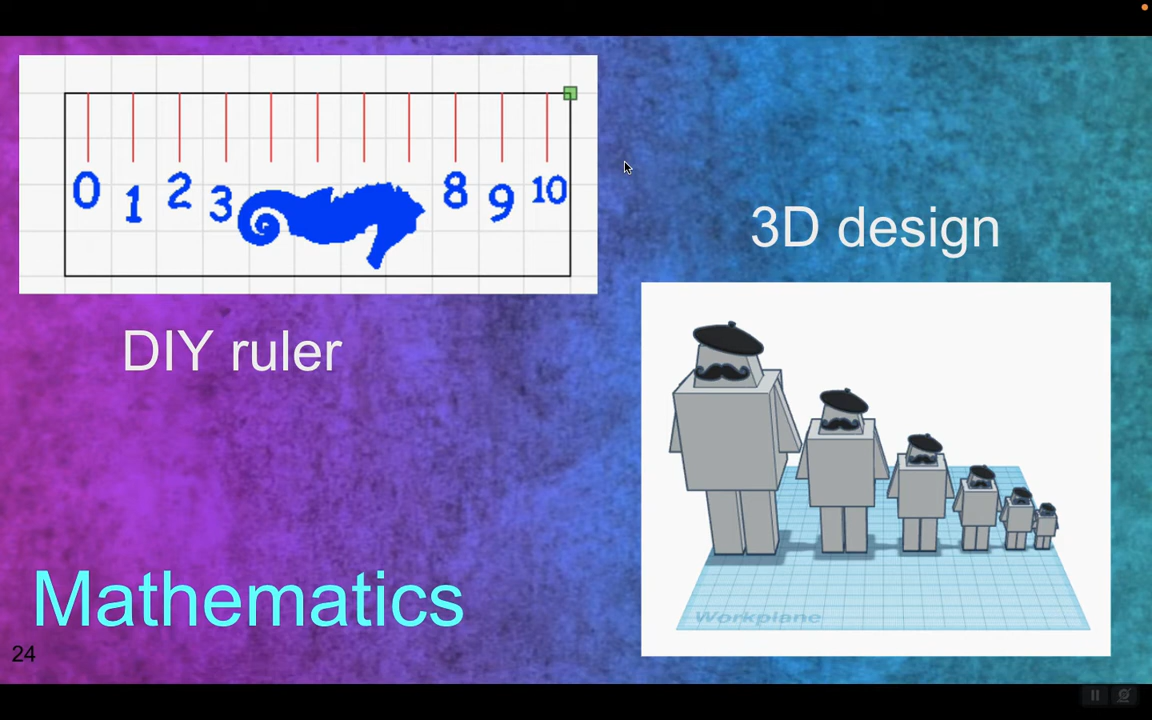 0 1 2 3 8 9 10
DIY ruler
3D design
Workplane
Mathematics
24